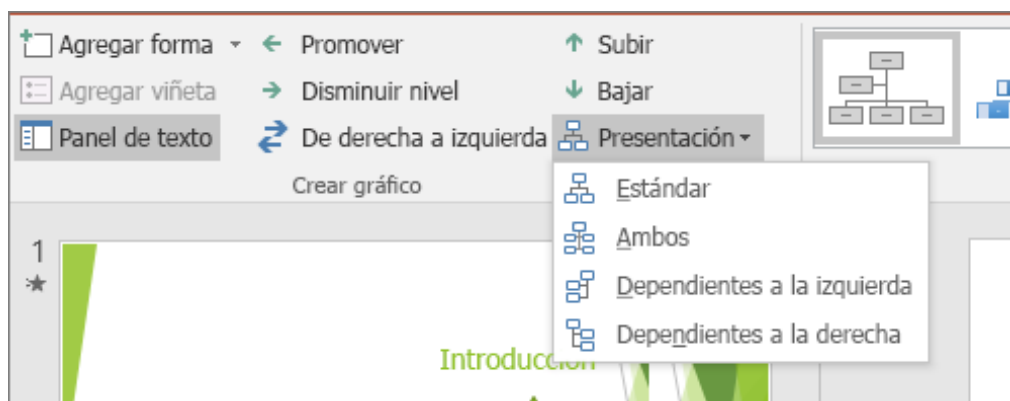 Agregar forma
Promover
Subir
Agregar viñeta
Disminuir nivel
Bajar
Panel de texto
De derecha a izquierda
Presentación
Crear gráfico
Estándar
Ambos
Dependientes a la izquierda
Dependientes a la derecha
1
Introducción